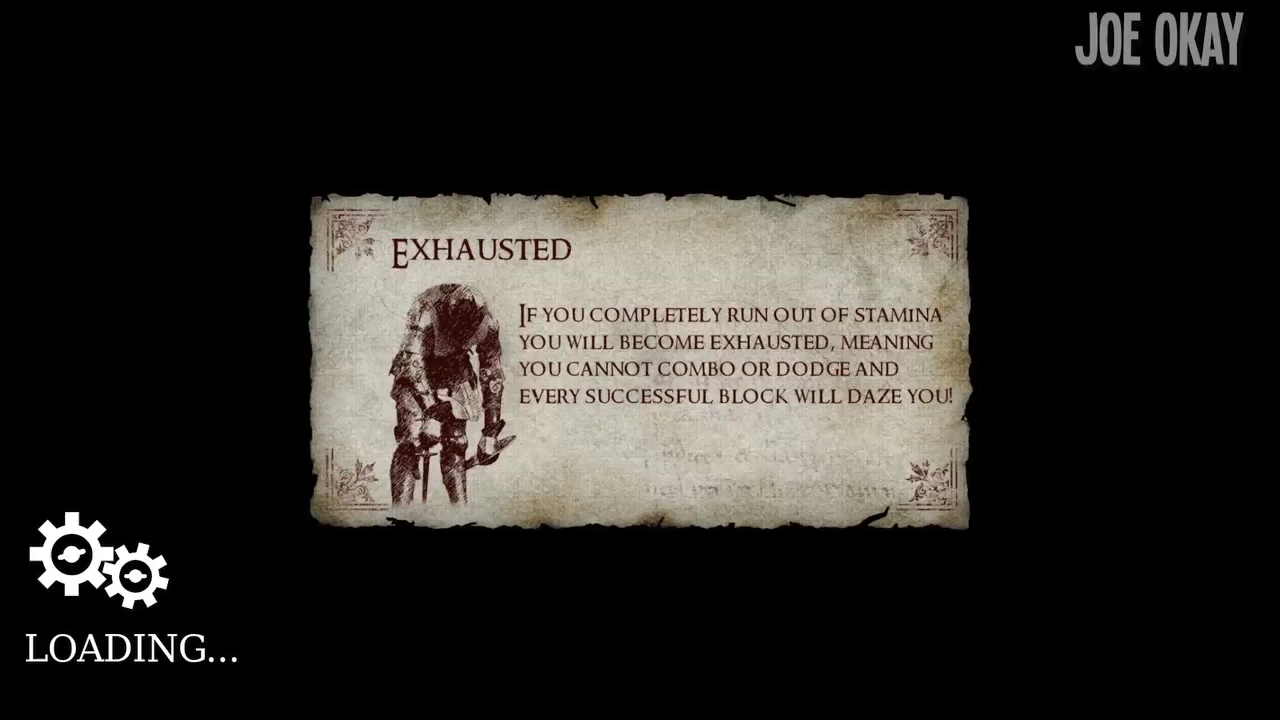 JOE OKAY
EXHAUSTED
IF YOU COMPLETELY RUN OUT OF STAMINA
YOU WILL BECOME EXHAUSTED, MEANING
YOU CANNOT COMBO OR DODGE AND
EVERY SUCCESSFUL BLOCK WILL DAZE YOU!
LOADING...